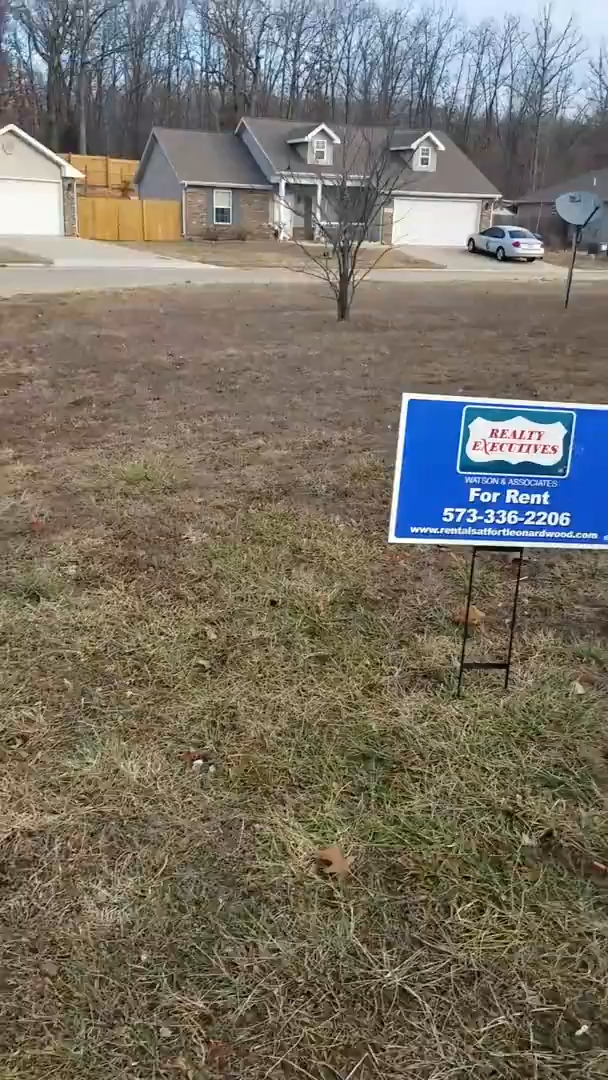 REALTY
EXECUTIVES
WATSON & ASSOCIATES
For Rent
573-336-2206
www.rentalsatfortleonardwood.com